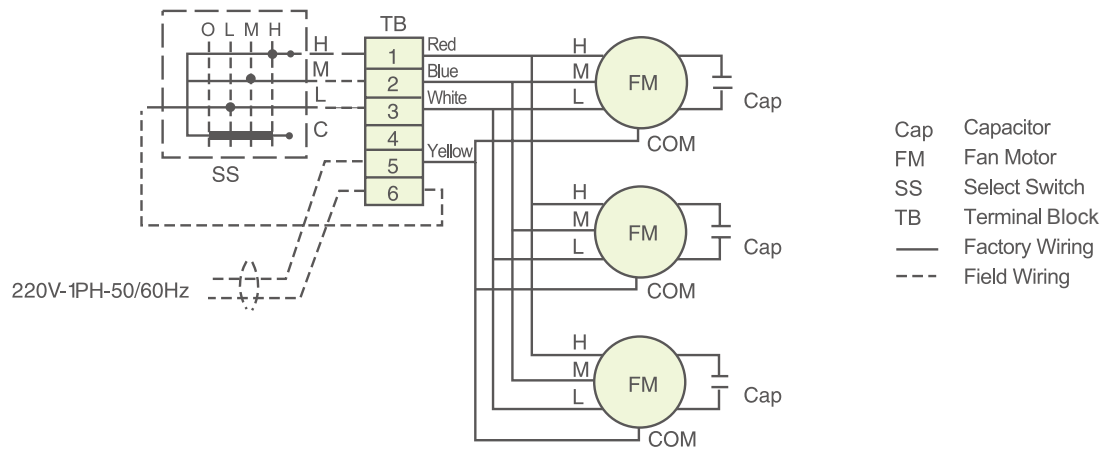 O L M H
H
M
L
C
SS
TB
1
2
3
4
5
6
Red
Blue
White
Yellow
220V-1PH-50/60Hz
H
M
L
FM
Cap
COM
H
M
L
FM
Cap
COM
H
M
L
FM
Cap
COM
Cap Capacitor
FM Fan Motor
SS Select Switch
TB Terminal Block
Factory Wiring
Field Wiring